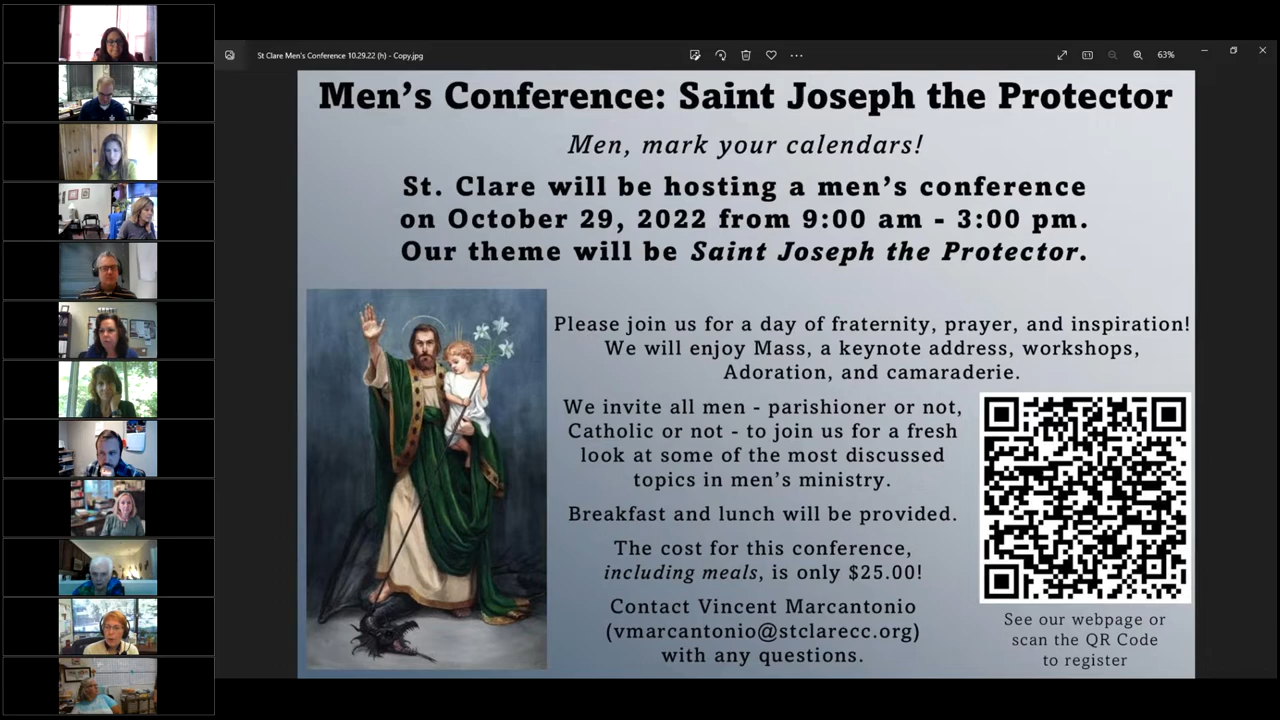 St Clare Men's Conference 10.29.22 (h) - Copy.jpg
63%
Men's Conference: Saint Joseph the Protector
Men, mark your calendars!
St. Clare will be hosting a men's conference
on October 29, 2022 from 9:00 am - 3:00 pm.
Our theme will be Saint Joseph the Protector.
Please join us for a day of fraternity, prayer, and inspiration!
We will enjoy Mass, a keynote address, workshops,
Adoration, and camaraderie.
We invite all men - parishioner or not,
Catholic or not - to join us for a fresh
look at some of the most discussed
topics in men's ministry.
Breakfast and lunch will be provided.
The cost for this conference,
including meals, is only $25.00!
Contact Vincent Marcantonio
(vmarcantonio@stclarecc.org)
with any questions.
See our webpage or
scan the QR Code
to register